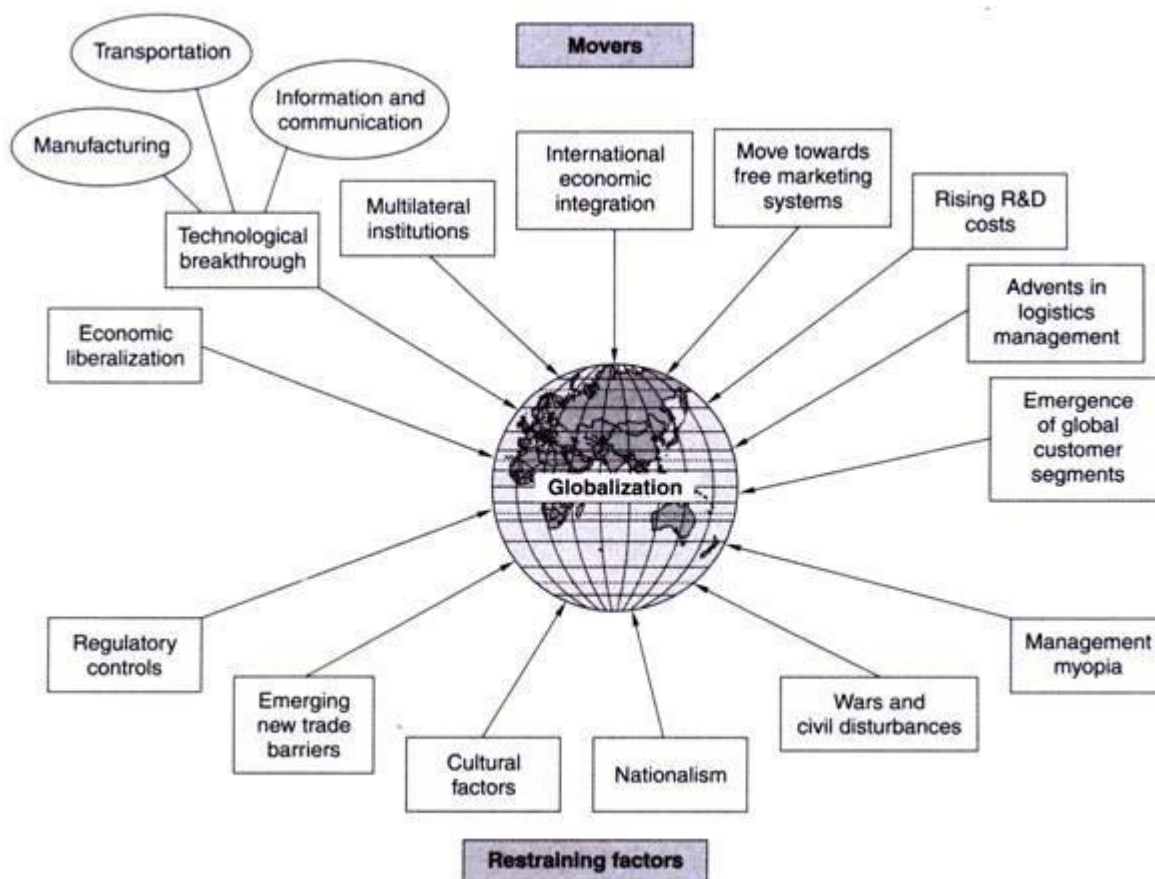 Movers
Transportation
Information and
communication
Manufacturing
Technological
breakthrough
Multilateral
institutions
International
economic
integration
Move towards
free marketing
systems
Rising R&D
costs
Advents in
logistics
management
Economic
liberalization
Emergence
of global
customer
segments
Globalization
Regulatory
controls
Emerging
new trade
barriers
Cultural
factors
Nationalism
Wars and
civil disturbances
Management
myopia
Restraining factors